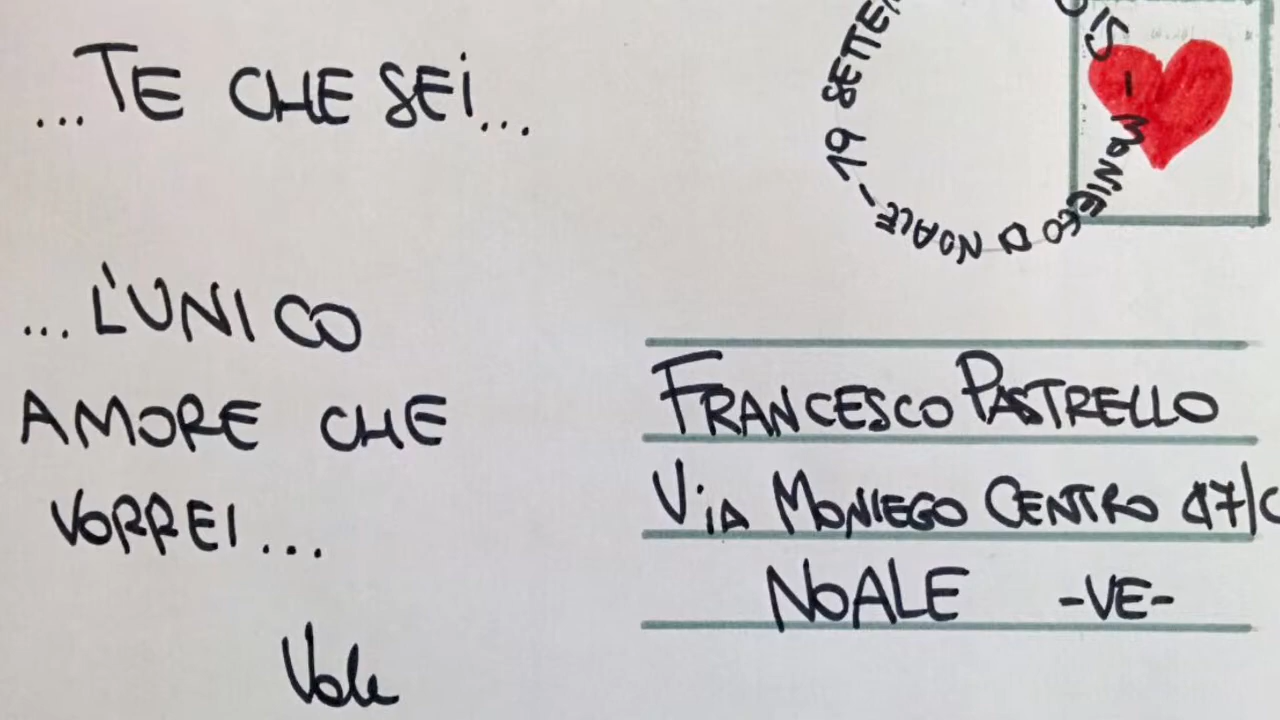 ...TE CHE SEI...
...L'UNICO
AMORE CHE
VORREI...
Vale
19 SETTE
15 - MONIEGO DI NOALE -
FRANCESCO PASTRELLO
VIA MONIEGO CENTRO 47/C
NOALE -VE-